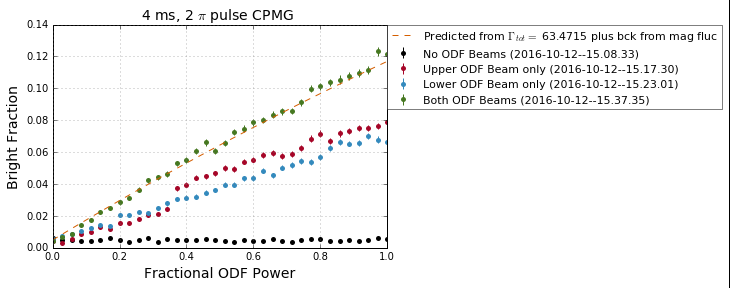 4 ms, 2 π pulse CPMG
Bright Fraction
0.14
0.12
0.10
0.08
0.06
0.04
0.02
0.00
0.0 0.2 0.4 0.6 0.8 1.0
Fractional ODF Power
Predicted from Γ_tot = 63.4715 plus bck from mag fluc
No ODF Beams (2016-10-12--15.08.33)
Upper ODF Beam only (2016-10-12--15.17.30)
Lower ODF Beam only (2016-10-12--15.23.01)
Both ODF Beams (2016-10-12--15.37.35)